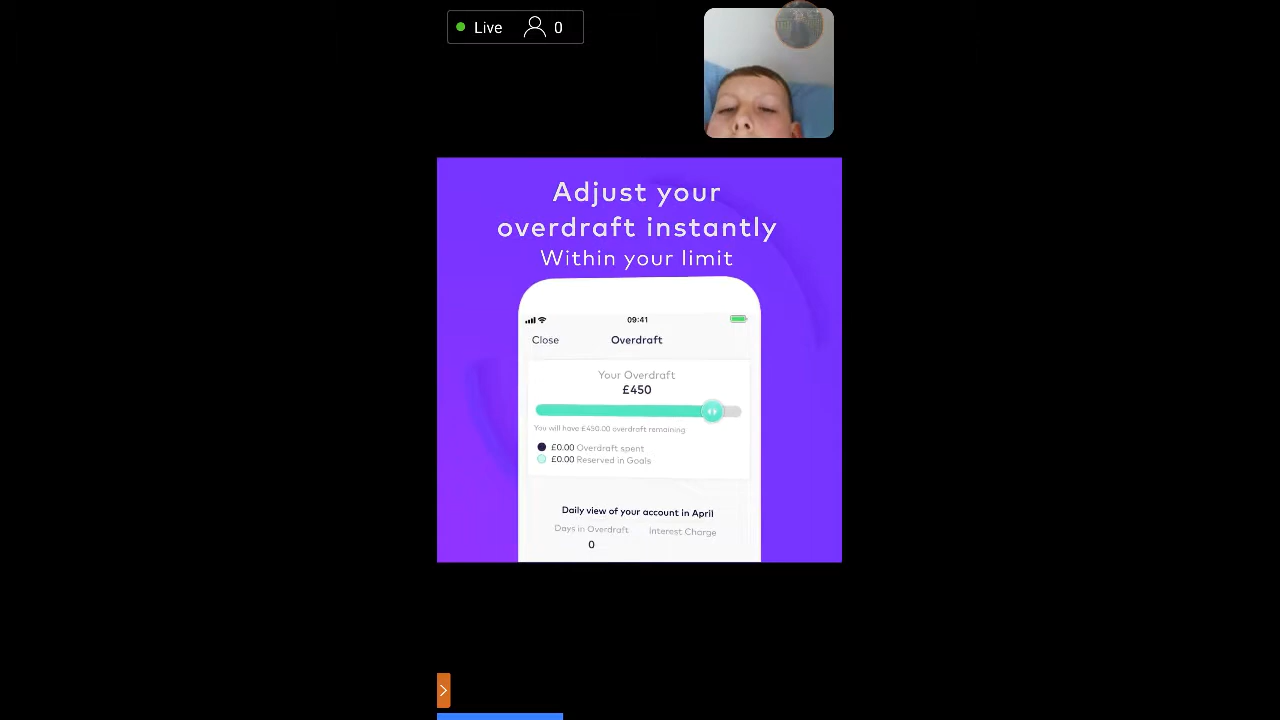 Live 0
Adjust your
overdraft instantly
Within your limit
09:41
Close Overdraft
Your Overdraft
£450
You will have £450.00 overdraft remaining
£0.00 Overdraft spent
£0.00 Reserved in Goals
Daily view of your account in April
Days in Overdraft Interest Charge
0